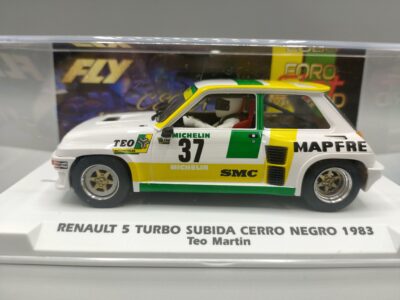 FLY
FORO
TEO
MICHELIN
37
MICHELIN
SMC
MAPFRE
RENAULT 5 TURBO SUBIDA CERRO NEGRO 1983
Teo Martin